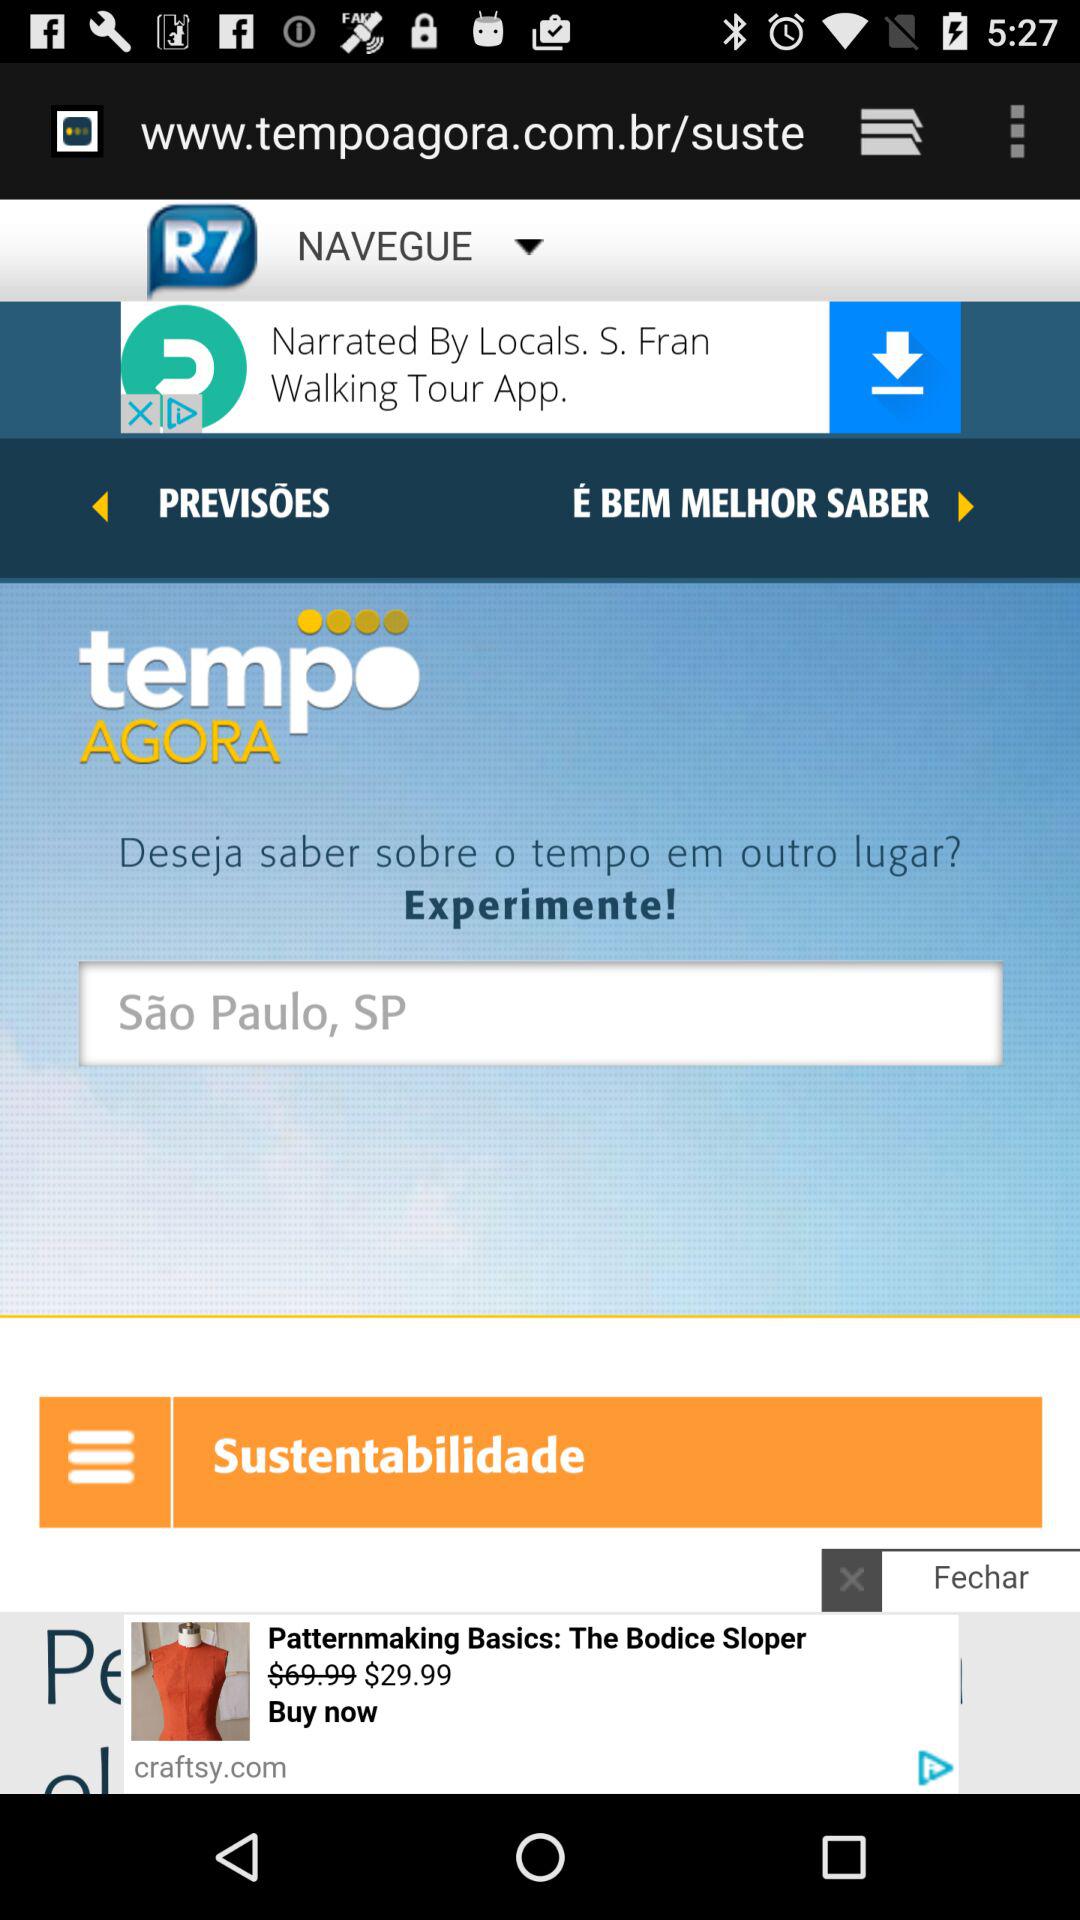 FAKE
5:27
www.tempoagora.com.br/suste
R7 NAVEGUE
Narrated By Locals. S. Fran
Walking Tour App.
PREVISÕES É BEM MELHOR SABER
tempo
AGORA
Deseja saber sobre o tempo em outro lugar?
Experimente!
São Paulo, SP
Sustentabilidade
Fechar
Patternmaking Basics: The Bodice Sloper
$69.99 $29.99
Buy now
craftsy.com